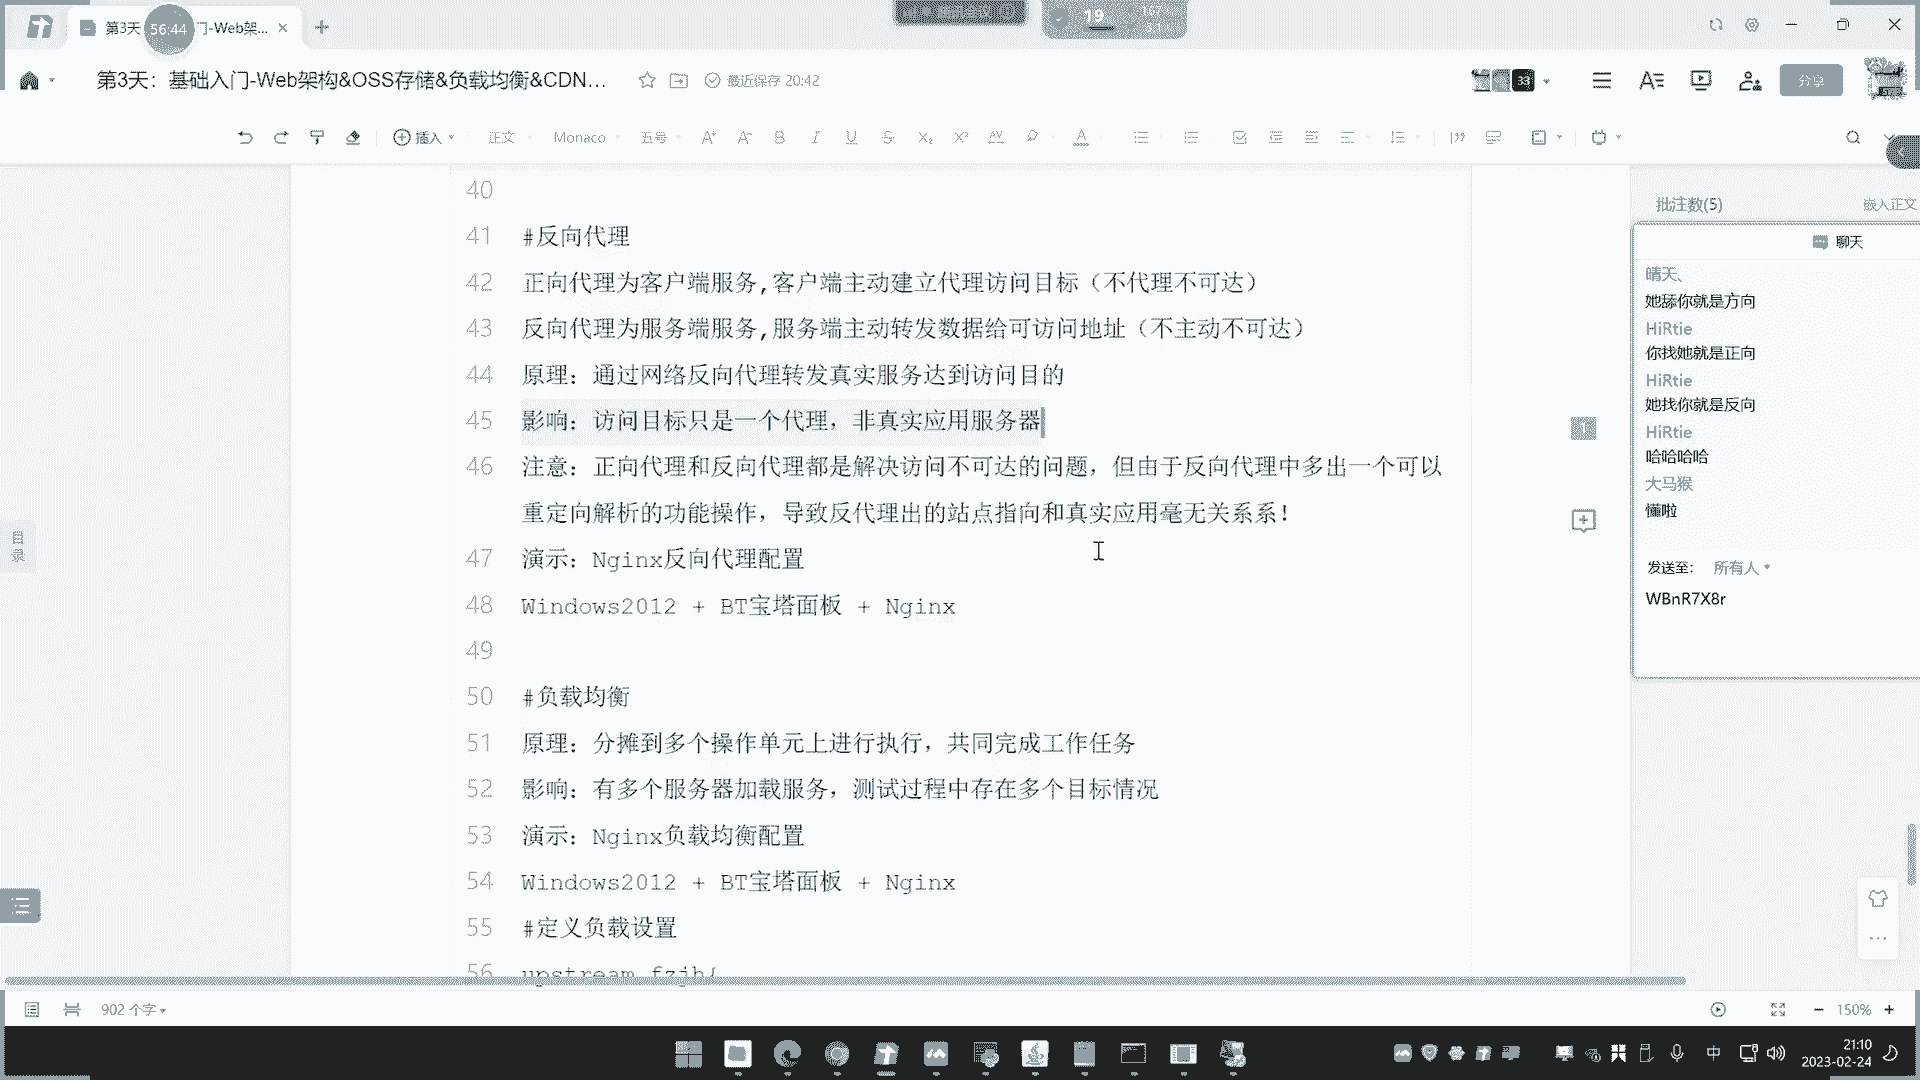 第3天
56:44
门-Web架...
19
第3天：基础入门-Web架构&OSS存储&负载均衡&CDN...
最近保存 20:42
33
分享
插入
正文
Monaco
五号
批注数(5)
嵌入正文
40
41 #反向代理
42 正向代理为客户端服务,客户端主动建立代理访问目标（不代理不可达）
43 反向代理为服务端服务,服务端主动转发数据给可访问地址（不主动不可达）
44 原理：通过网络反向代理转发真实服务达到访问目的
45 影响：访问目标只是一个代理，非真实应用服务器
46 注意：正向代理和反向代理都是解决访问不可达的问题，但由于反向代理中多出一个可以
重定向解析的功能操作，导致反代理出的站点指向和真实应用毫无关系系！
47 演示：Nginx反向代理配置
48 Windows2012 + BT宝塔面板 + Nginx
49
50 #负载均衡
51 原理：分摊到多个操作单元上进行执行，共同完成工作任务
52 影响：有多个服务器加载服务，测试过程中存在多个目标情况
53 演示：Nginx负载均衡配置
54 Windows2012 + BT宝塔面板 + Nginx
55 #定义负载设置
56 upstream fzjh{
1
目录
聊天
晴天、
她舔你就是方向
HiRtie
你找她就是正向
HiRtie
她找你就是反向
HiRtie
哈哈哈哈
大马猴
懂啦
发送至： 所有人
WBnR7X8r
902 个字
150%
中
21:10
2023-02-24